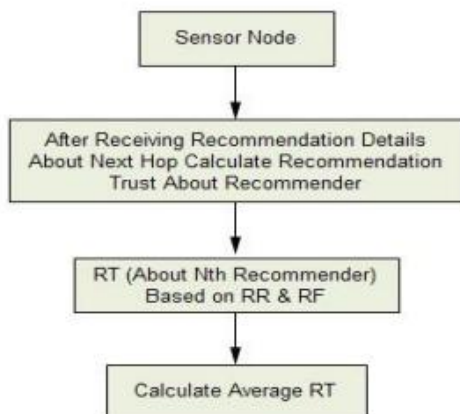 Sensor Node
After Receiving Recommendation Details
About Next Hop Calculate Recommendation
Trust About Recommender
RT (About Nth Recommender)
Based on RR & RF
Calculate Average RT